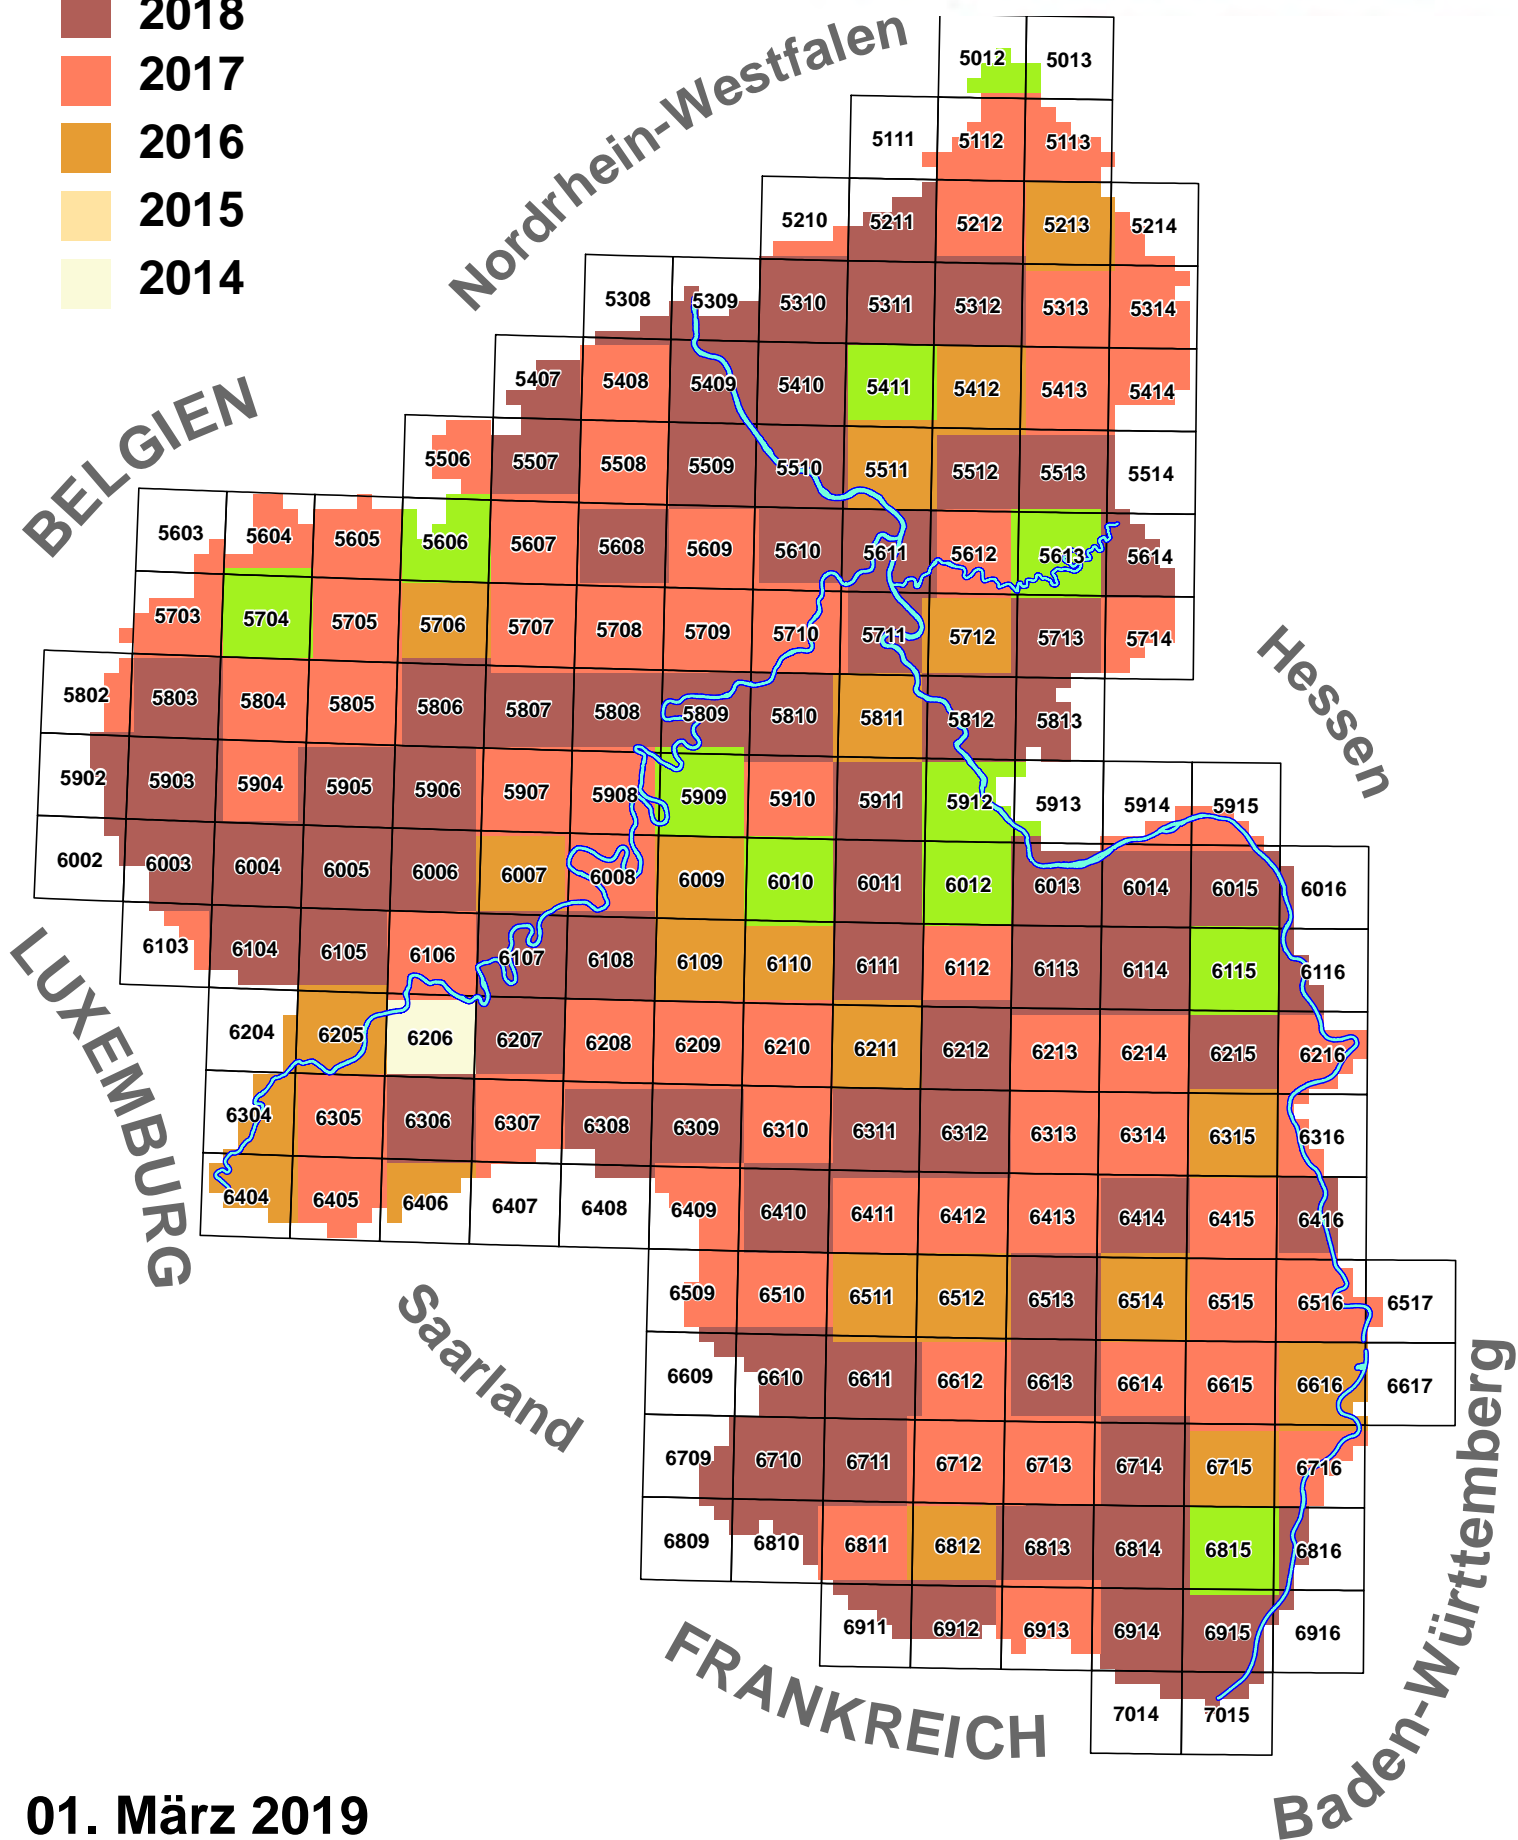 2018
2017
2016
2015
2014
Nordrhein-Westfalen
BELGIEN
LUXEMBURG
Saarland
FRANKREICH
Hessen
Baden-Württemberg
5012 5013
5111 5112 5113
5210 5211 5212 5213 5214
5308 5309 5310 5311 5312 5313 5314
5407 5408 5409 5410 5411 5412 5413 5414
5506 5507 5508 5509 5510 5511 5512 5513 5514
5603 5604 5605 5606 5607 5608 5609 5610 5611 5612 5613 5614
5703 5704 5705 5706 5707 5708 5709 5710 5711 5712 5713 5714
5802 5803 5804 5805 5806 5807 5808 5809 5810 5811 5812 5813
5902 5903 5904 5905 5906 5907 5908 5909 5910 5911 5912 5913 5914 5915
6002 6003 6004 6005 6006 6007 6008 6009 6010 6011 6012 6013 6014 6015 6016
6103 6104 6105 6106 6107 6108 6109 6110 6111 6112 6113 6114 6115 6116
6204 6205 6206 6207 6208 6209 6210 6211 6212 6213 6214 6215 6216
6304 6305 6306 6307 6308 6309 6310 6311 6312 6313 6314 6315 6316
6404 6405 6406 6407 6408 6409 6410 6411 6412 6413 6414 6415 6416
6509 6510 6511 6512 6513 6514 6515 6516 6517
6609 6610 6611 6612 6613 6614 6615 6616 6617
6709 6710 6711 6712 6713 6714 6715 6716
6809 6810 6811 6812 6813 6814 6815 6816
6911 6912 6913 6914 6915 6916
7014 7015
01. März 2019